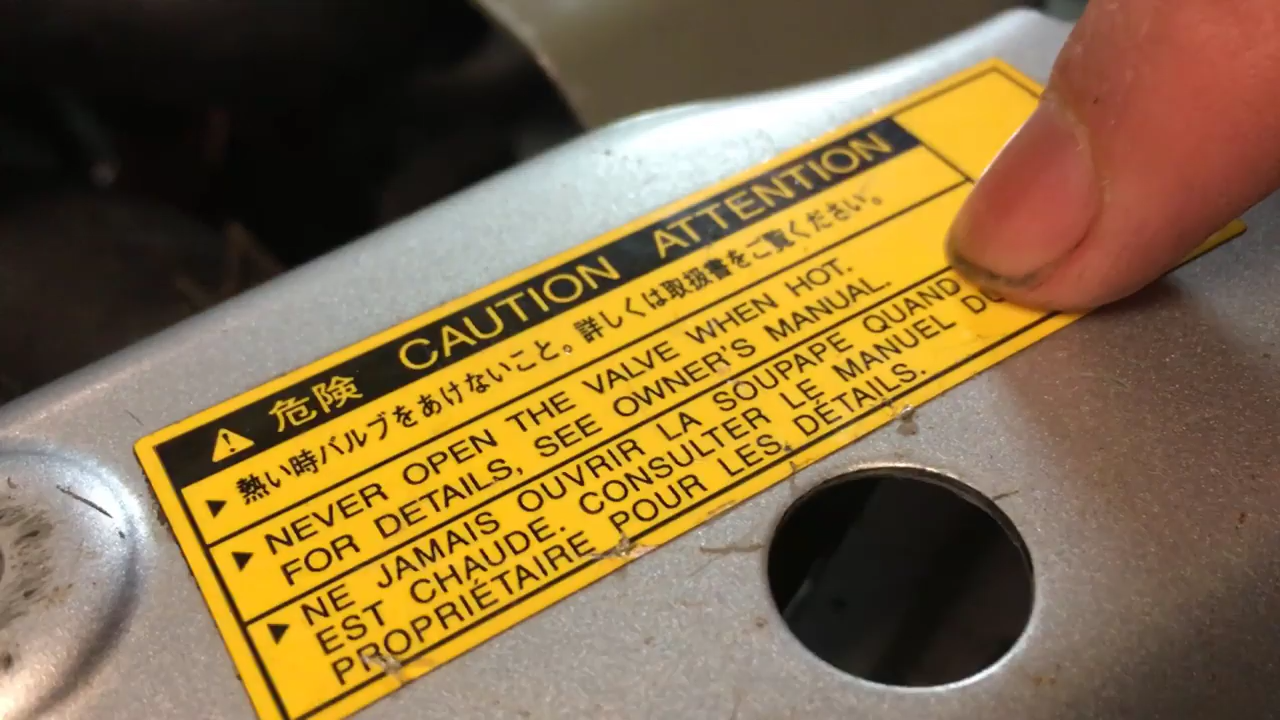 危険 CAUTION ATTENTION
熱い時バルブをあけないこと。詳しくは取扱書をご覧ください。
NEVER OPEN THE VALVE WHEN HOT.
FOR DETAILS, SEE OWNER'S MANUAL.
NE JAMAIS OUVRIR LA SOUPAPE QUAND
EST CHAUDE. CONSULTER LE MANUEL DU
PROPRIÉTAIRE POUR LES DÉTAILS.